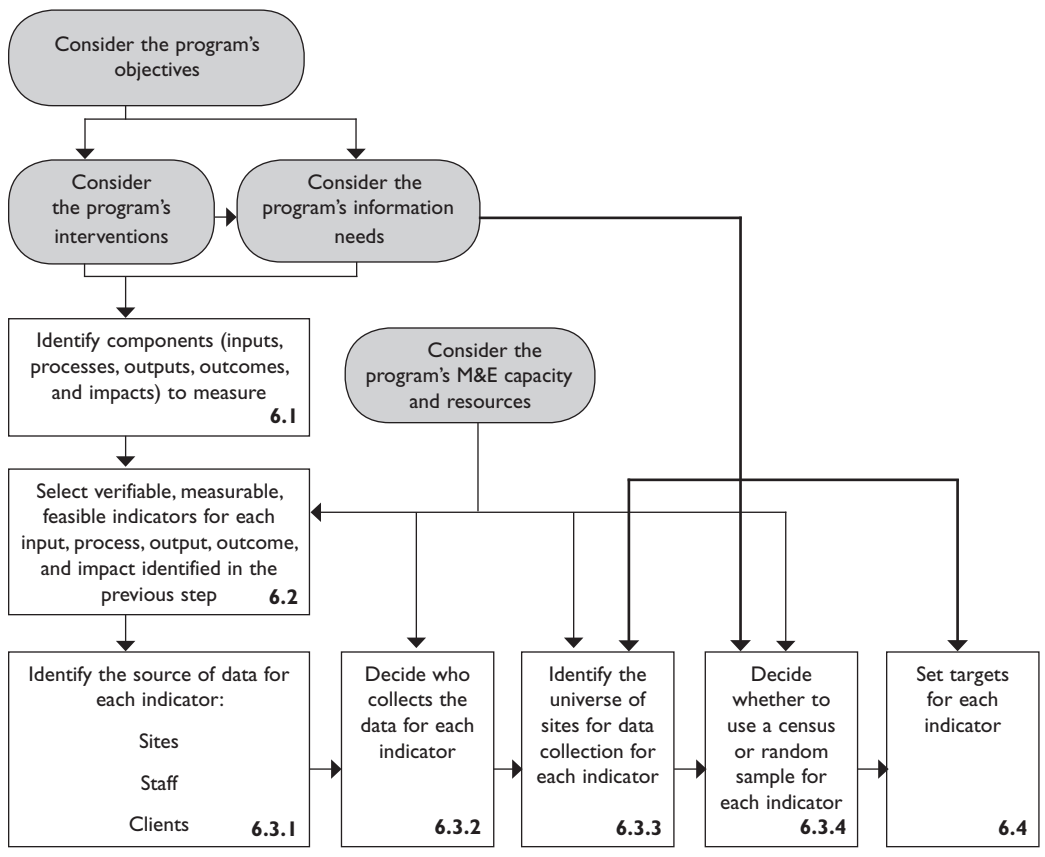 Consider the program's
objectives
Consider
the program's
interventions
Consider the
program's information
needs
Identify components (inputs,
processes, outputs, outcomes,
and impacts) to measure
6.1
Consider the
program's M&E capacity
and resources
Select verifiable, measurable,
feasible indicators for each
input, process, output, outcome,
and impact identified in the
previous step
6.2
Identify the source of data for
each indicator:
Sites
Staff
Clients
6.3.1
Decide who
collects the
data for each
indicator
6.3.2
Identify the
universe of
sites for data
collection for
each indicator
6.3.3
Decide
whether to
use a census
or random
sample for
each indicator
6.3.4
Set targets
for each
indicator
6.4